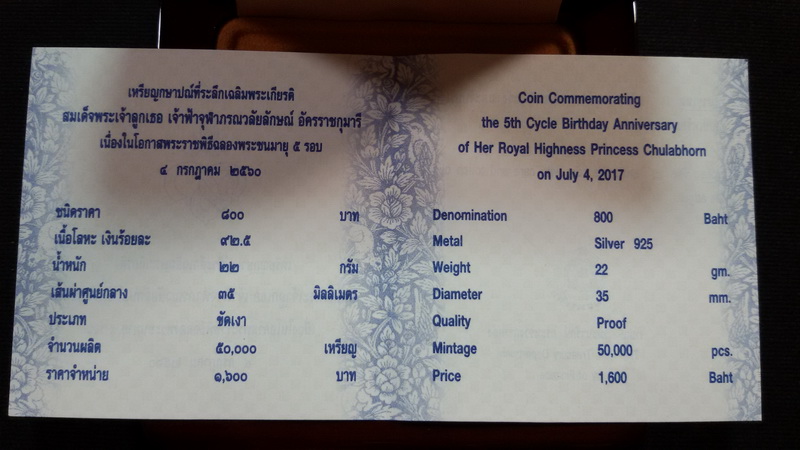 เหรียญกษาปณ์ที่ระลึกเฉลิมพระเกียรติ
สมเด็จพระเจ้าลูกเธอ เจ้าฟ้าจุฬาภรณวลัยลักษณ์ อัครราชกุมารี
เนื่องในโอกาสพระราชพิธีฉลองพระชนมายุ ๕ รอบ
๔ กรกฎาคม ๒๕๖๐
ชนิดราคา ๘๐๐ บาท
เนื้อโลหะ เงินร้อยละ ๙๒.๕
น้ำหนัก ๒๒ กรัม
เส้นผ่าศูนย์กลาง ๓๕ มิลลิเมตร
ประเภท ขัดเงา
จำนวนผลิต ๕๐,๐๐๐ เหรียญ
ราคาจำหน่าย ๑,๖๐๐ บาท
Coin Commemorating
the 5th Cycle Birthday Anniversary
of Her Royal Highness Princess Chulabhorn
on July 4, 2017
Denomination 800 Baht
Metal Silver 925
Weight 22 gm.
Diameter 35 mm.
Quality Proof
Mintage 50,000 pcs.
Price 1,600 Baht